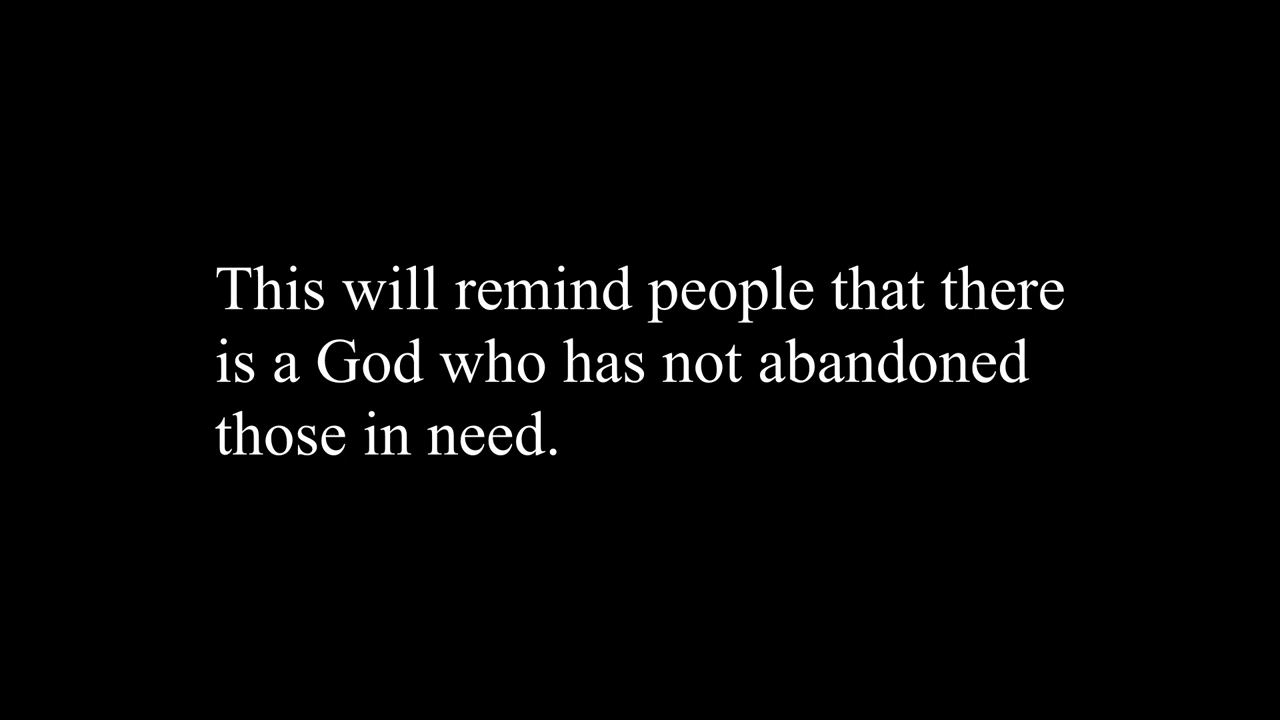 This will remind people that there
is a God who has not abandoned
those in need.